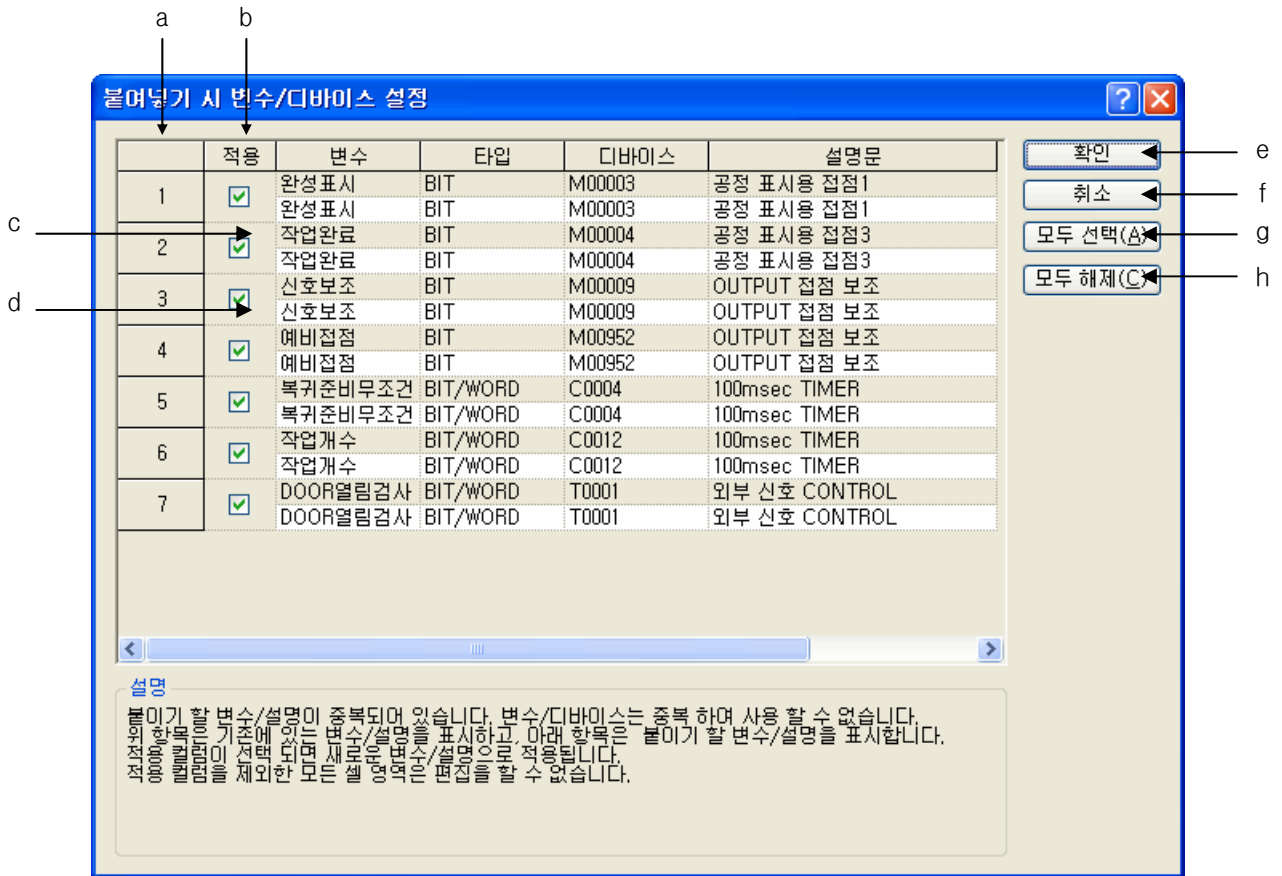 a b
붙여넣기 시 변수/디바이스 설정
적용 변수 타입 디바이스 설명문
1 완성표시 BIT M00003 공정 표시용 접점1
완성표시 BIT M00003 공정 표시용 접점1
2 작업완료 BIT M00004 공정 표시용 접점3
작업완료 BIT M00004 공정 표시용 접점3
3 신호보조 BIT M00009 OUTPUT 접점 보조
신호보조 BIT M00009 OUTPUT 접점 보조
4 예비접점 BIT M00952 OUTPUT 접점 보조
예비접점 BIT M00952 OUTPUT 접점 보조
5 복귀준비무조건 BIT/WORD C0004 100msec TIMER
복귀준비무조건 BIT/WORD C0004 100msec TIMER
6 작업개수 BIT/WORD C0012 100msec TIMER
작업개수 BIT/WORD C0012 100msec TIMER
7 DOOR열림검사 BIT/WORD T0001 외부 신호 CONTROL
DOOR열림검사 BIT/WORD T0001 외부 신호 CONTROL
c
d
확인 e
취소 f
모두 선택(A) g
모두 해제(C) h
설명
붙이기 할 변수/설명이 중복되어 있습니다. 변수/디바이스는 중복 하여 사용 할 수 없습니다.
위 항목은 기존에 있는 변수/설명을 표시하고, 아래 항목은 붙이기 할 변수/설명을 표시합니다.
적용 컬럼이 선택 되면 새로운 변수/설명으로 적용됩니다.
적용 컬럼을 제외한 모든 셀 영역은 편집을 할 수 없습니다.